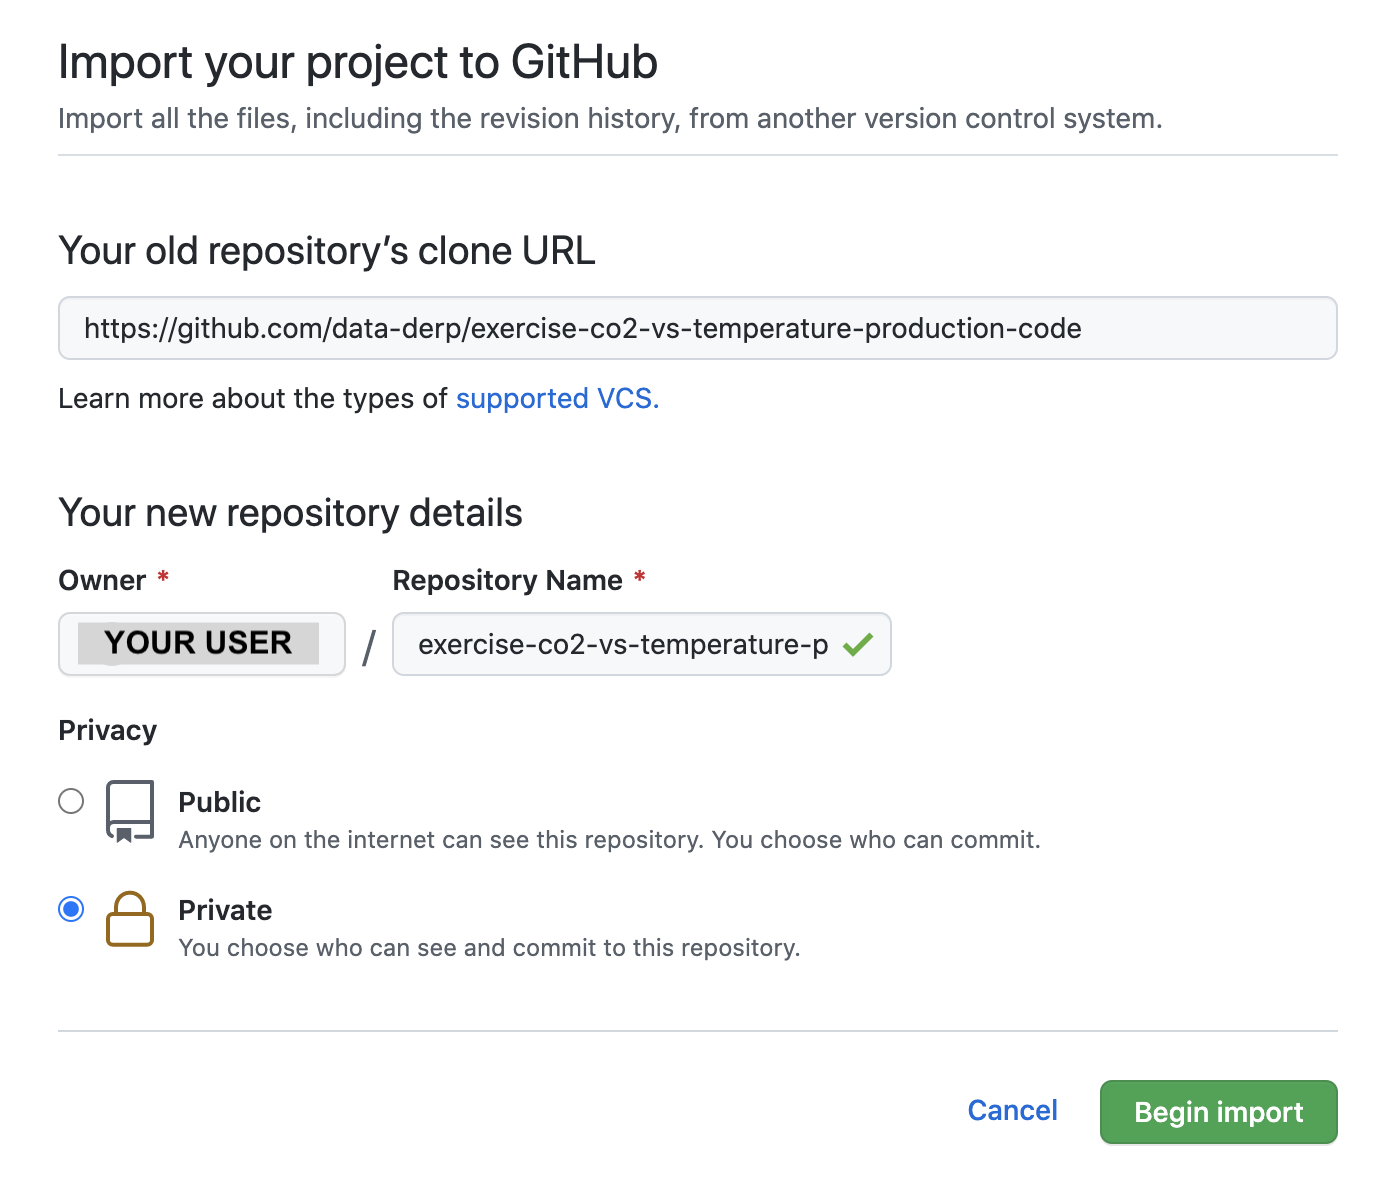 Import your project to GitHub
Import all the files, including the revision history, from another version control system.
Your old repository’s clone URL
https://github.com/data-derp/exercise-co2-vs-temperature-production-code
Learn more about the types of supported VCS.
Your new repository details
Owner * Repository Name *
YOUR USER / exercise-co2-vs-temperature-p
Privacy
Public
Anyone on the internet can see this repository. You choose who can commit.
Private
You choose who can see and commit to this repository.
Cancel Begin import